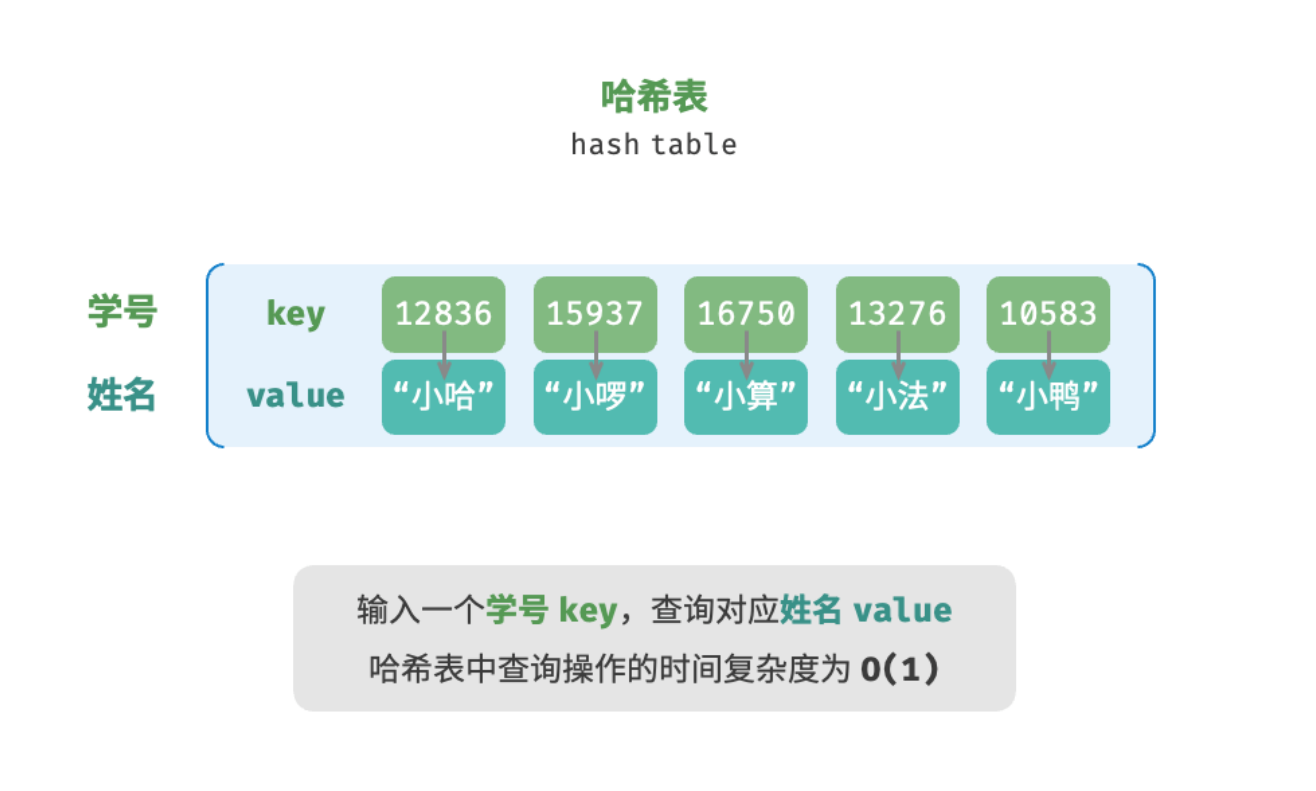 哈希表
hash table
学号 key 12836 15937 16750 13276 10583
姓名 value “小哈” “小啰” “小算” “小法” “小鸭”
输入一个学号 key，查询对应姓名 value
哈希表中查询操作的时间复杂度为 O(1)